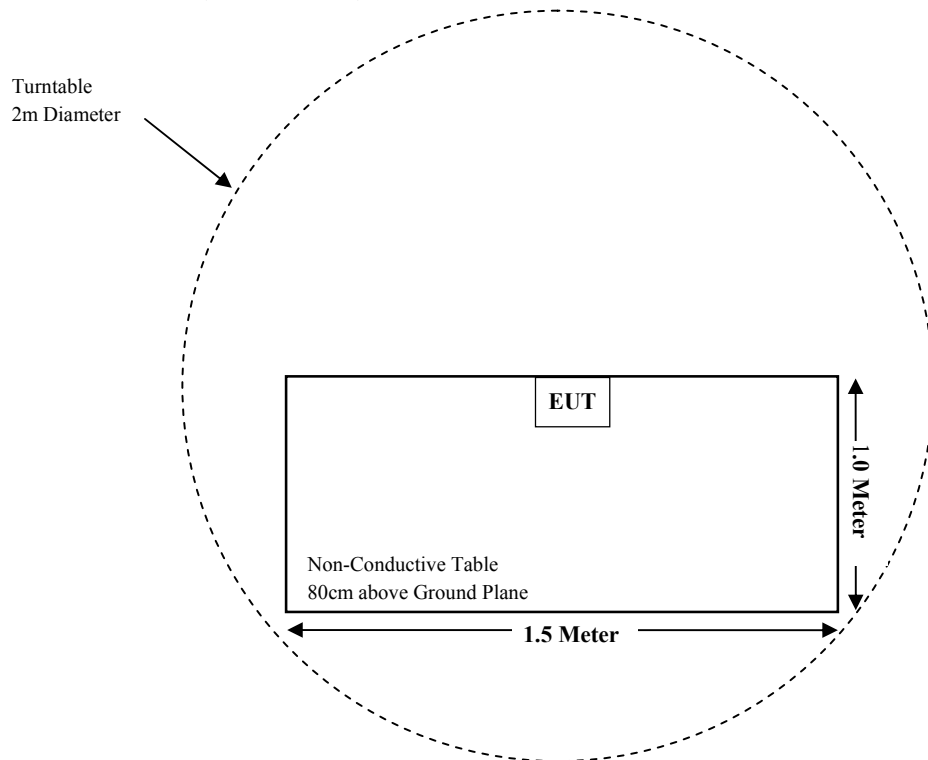 Turntable
2m Diameter
EUT
1.0 Meter
Non-Conductive Table
80cm above Ground Plane
1.5 Meter